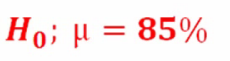 H₀; μ = 85%